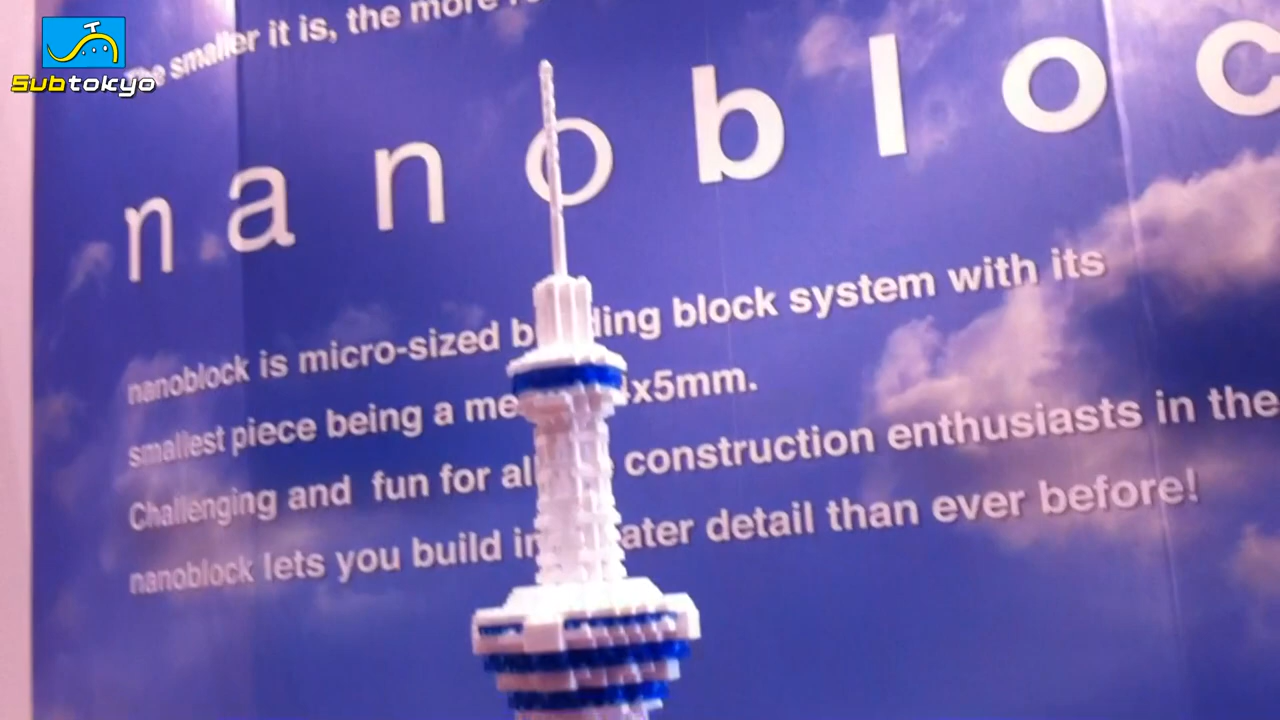 Subtokyo
smaller it is, the more
nanobloc
nanoblock is micro-sized b ding block system with its
smallest piece being a me 4x5mm.
Challenging and fun for all construction enthusiasts in the
nanoblock lets you build in ater detail than ever before!